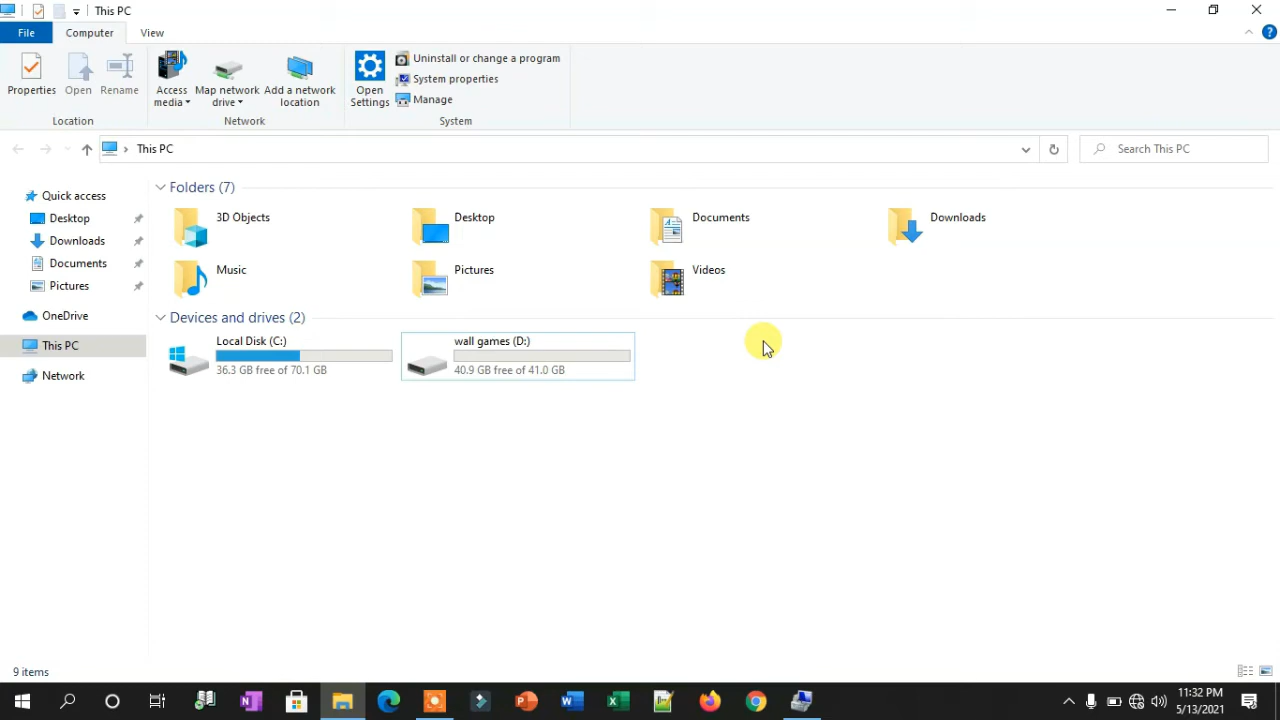 This PC
File Computer View
Properties Open Rename Access media Map network drive Add a network location Open Settings Uninstall or change a program
System properties
Manage
Location Network System
This PC Search This PC
Quick access
Desktop
Downloads
Documents
Pictures
OneDrive
This PC
Network
Folders (7)
3D Objects Desktop Documents Downloads
Music Pictures Videos
Devices and drives (2)
Local Disk (C:) wall games (D:)
36.3 GB free of 70.1 GB 40.9 GB free of 41.0 GB
9 items
11:32 PM
5/13/2021